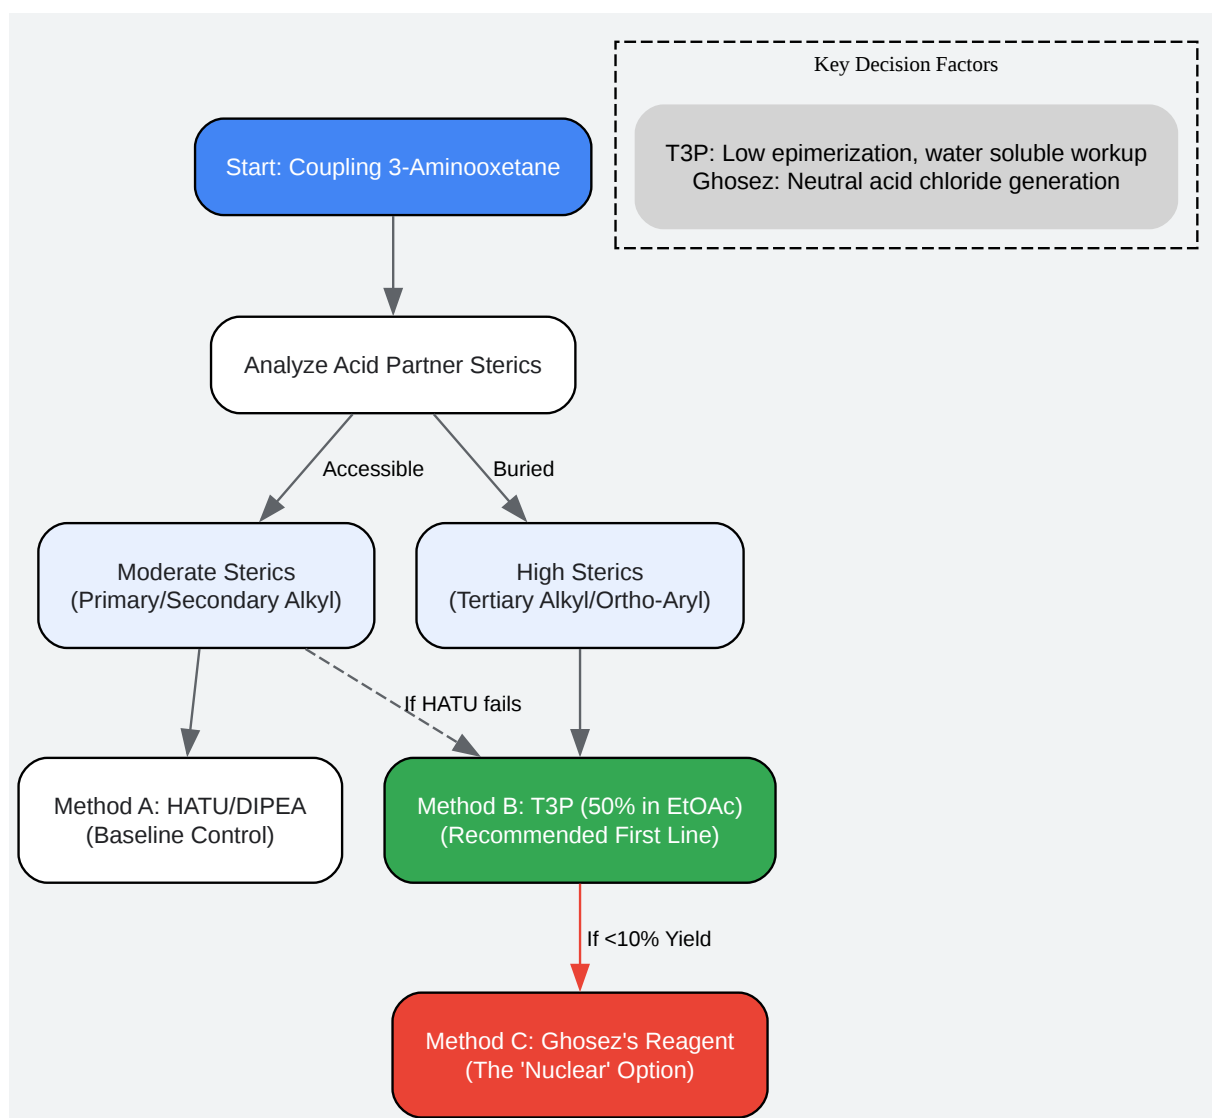 Key Decision Factors
T3P: Low epimerization, water soluble workup
Ghosez: Neutral acid chloride generation
Start: Coupling 3-Aminooxetane
Analyze Acid Partner Sterics
Accessible
Buried
Moderate Sterics
(Primary/Secondary Alkyl)
High Sterics
(Tertiary Alkyl/Ortho-Aryl)
If HATU fails
Method A: HATU/DIPEA
(Baseline Control)
Method B: T3P (50% in EtOAc)
(Recommended First Line)
If <10% Yield
Method C: Ghosez's Reagent
(The 'Nuclear' Option)